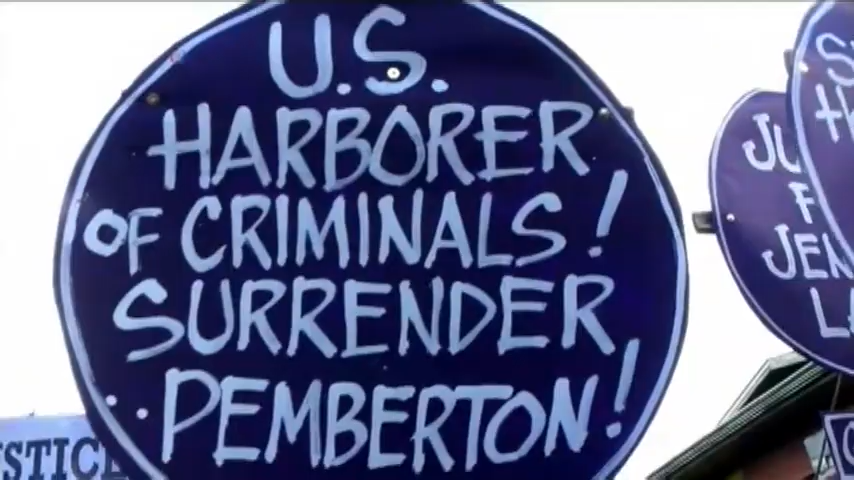 U.S.
HARBORER
OF CRIMINALS!
SURRENDER
PEMBERTON!